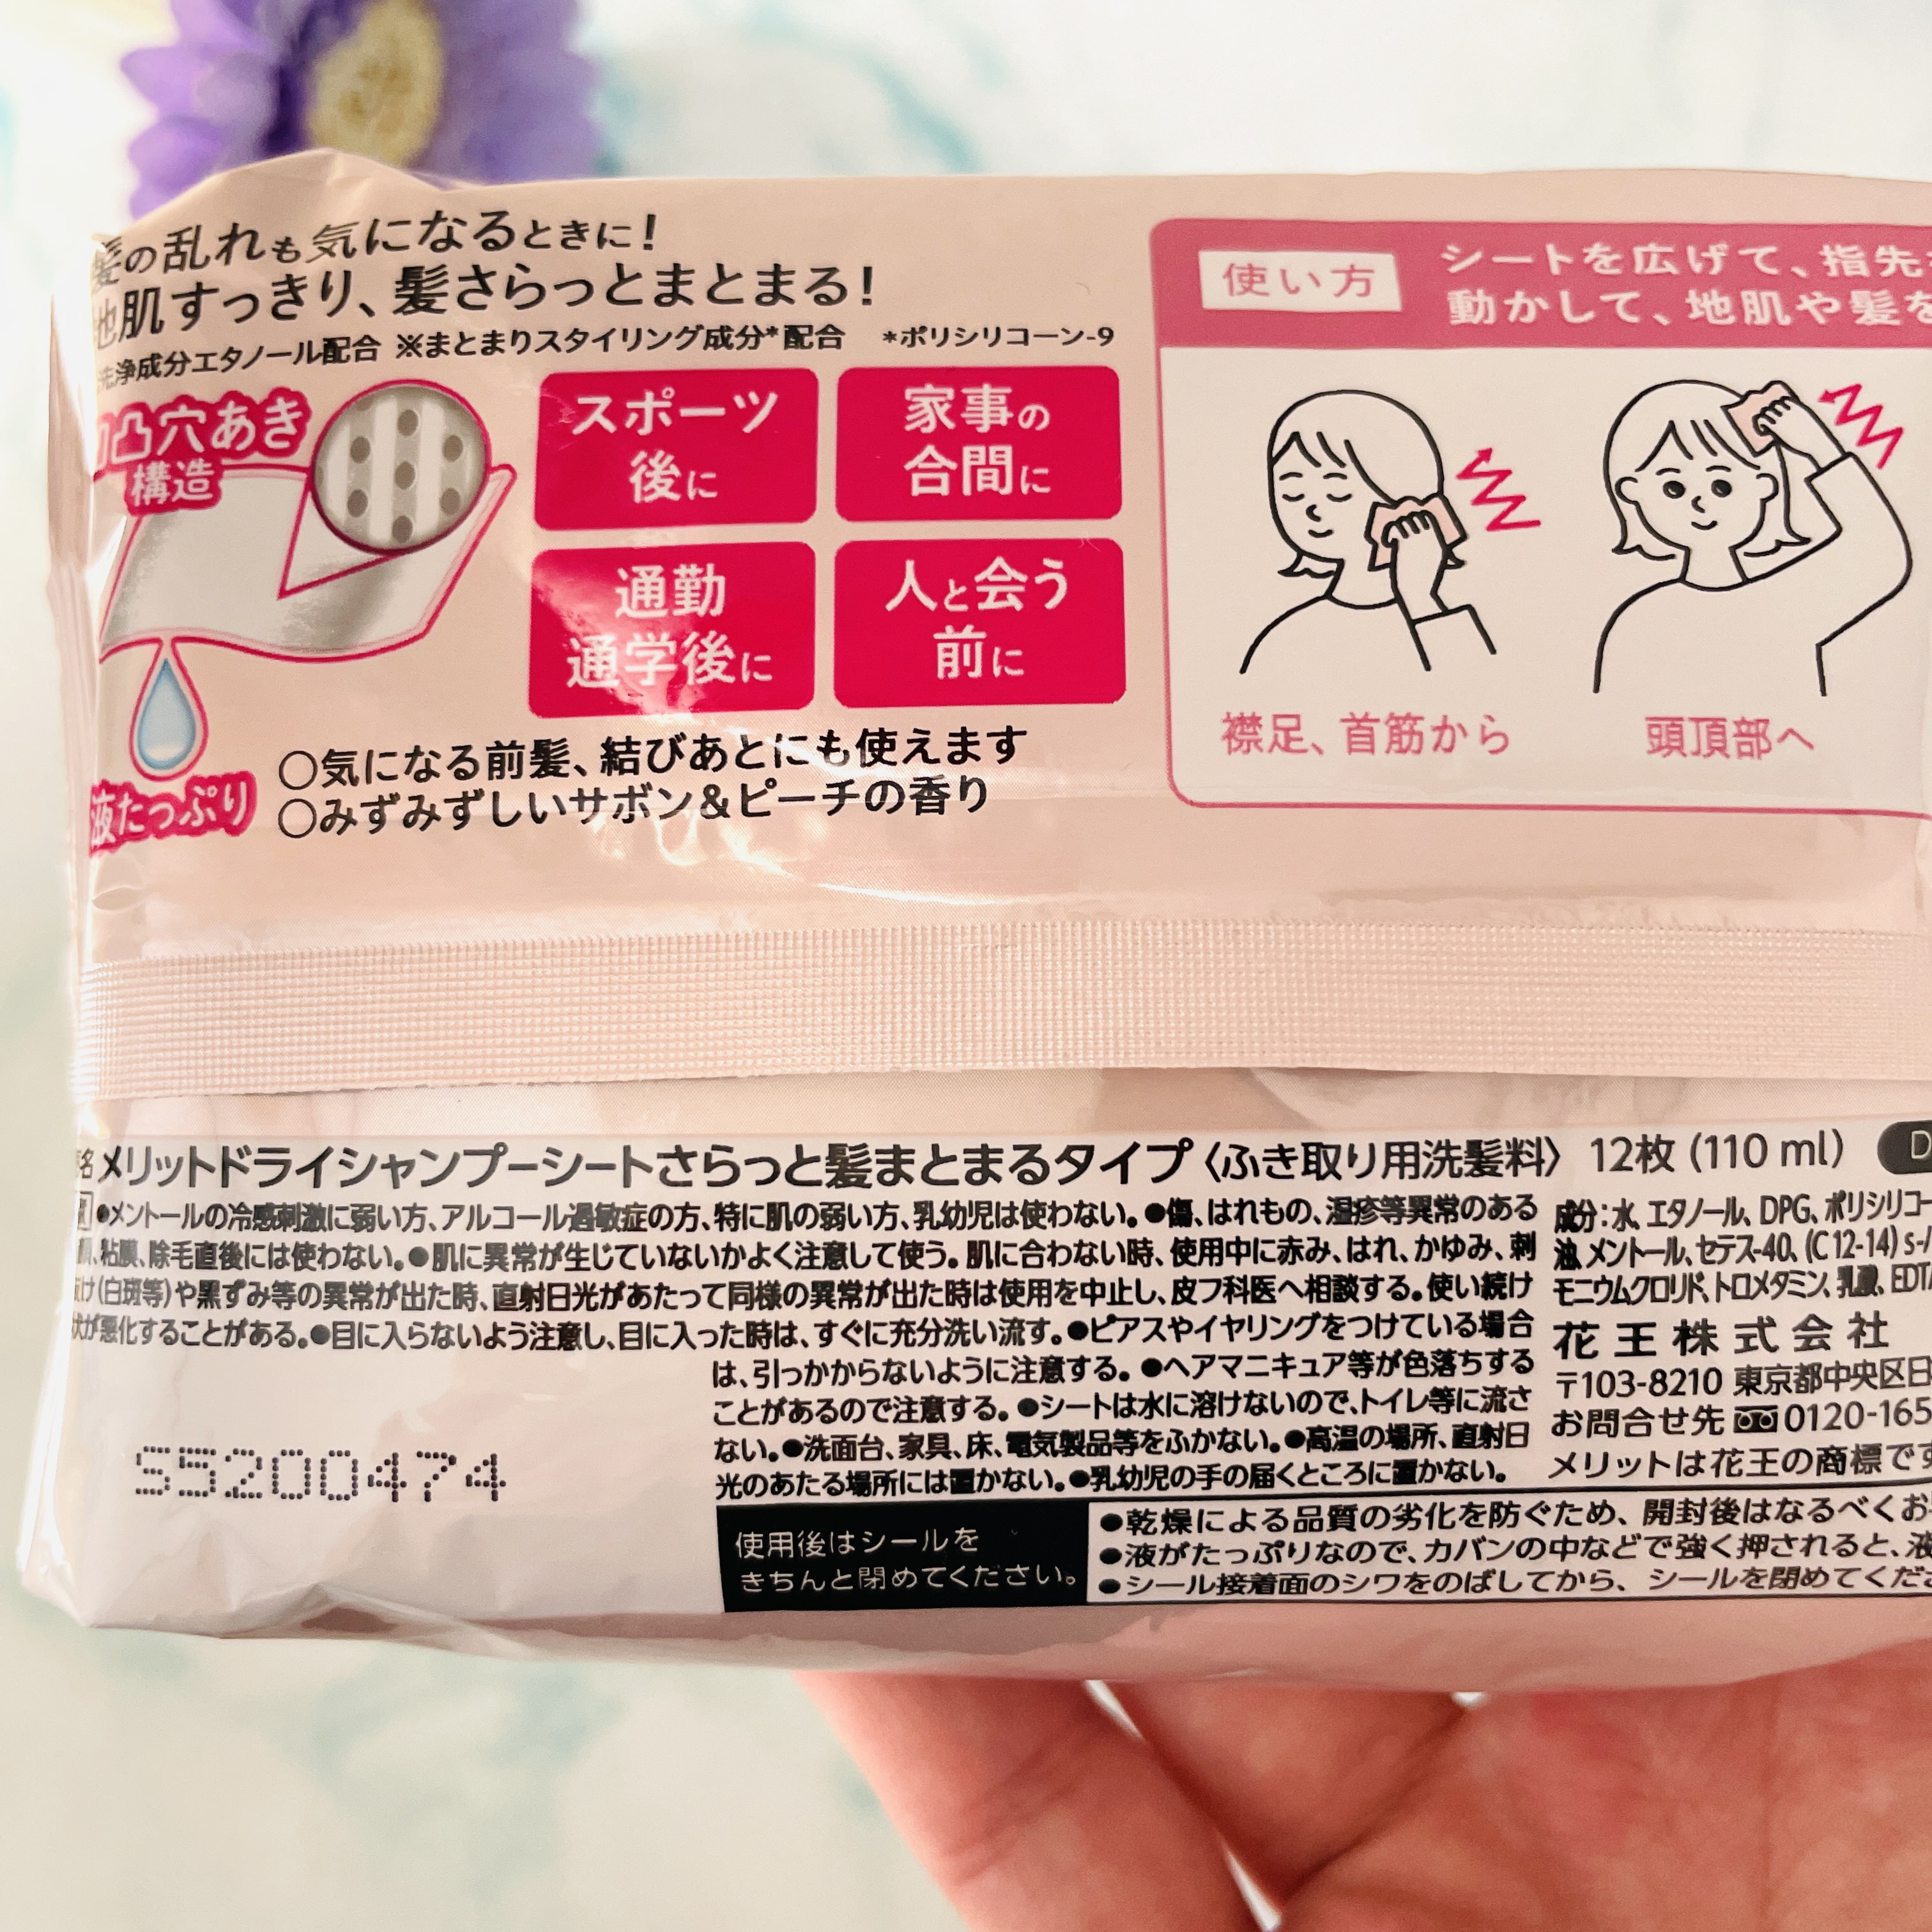 髪の乱れも気になるときに!
地肌すっきり、髪さらっとまとまる!
洗浄成分エタノール配合 ※まとまりスタイリング成分*配合 *ポリシリコーン-9
凸穴あき
構造
液たっぷり
スポーツ
後に
家事の
合間に
通勤
通学後に
人と会う
前に
○気になる前髪、結びあとにも使えます
○みずみずしいサボン&ピーチの香り
使い方
シートを広げて、指先
動かして、地肌や髪を
襟足、首筋から
頭頂部へ
名 メリットドライシャンプーシートさらっと髪まとまるタイプ〈ふき取り用洗髪料〉 12枚(110 ml) D
●メントールの冷感刺激に弱い方、アルコール過敏症の方、特に肌の弱い方、乳幼児は使わない。●傷、はれもの、湿疹等異常のある
、粘膜、除毛直後には使わない。●肌に異常が生じていないかよく注意して使う。肌に合わない時、使用中に赤み、はれ、かゆみ、刺
け(白斑等)や黒ずみ等の異常が出た時、直射日光があたって同様の異常が出た時は使用を中止し、皮フ科医へ相談する。使い続け
が悪化することがある。●目に入らないよう注意し、目に入った時は、すぐに充分洗い流す。●ピアスやイヤリングをつけている場合
は、引っかからないように注意する。●ヘアマニキュア等が色落ちする
ことがあるので注意する。●シートは水に溶けないので、トイレ等に流さ
ない。●洗面台、家具、床、電気製品等をふかない。●高温の場所、直射日
光のあたる場所には置かない。●乳幼児の手の届くところに置かない。
成分:水、エタノール、DPG、ポリシリコー
油、メントール、セテス-40、(C12-14)s-
モニウムクロリド、トロメタミン、乳酸、EDTA
花王株式会社
〒103-8210 東京都中央区日
お問合せ先 0120-165
メリットは花王の商標です
S5200474
使用後はシールを
きちんと閉めてください。
●乾燥による品質の劣化を防ぐため、開封後はなるべくお
●液がたっぷりなので、カバンの中などで強く押されると、液
●シール接着面のシワをのばしてから、シールを閉めてくださ